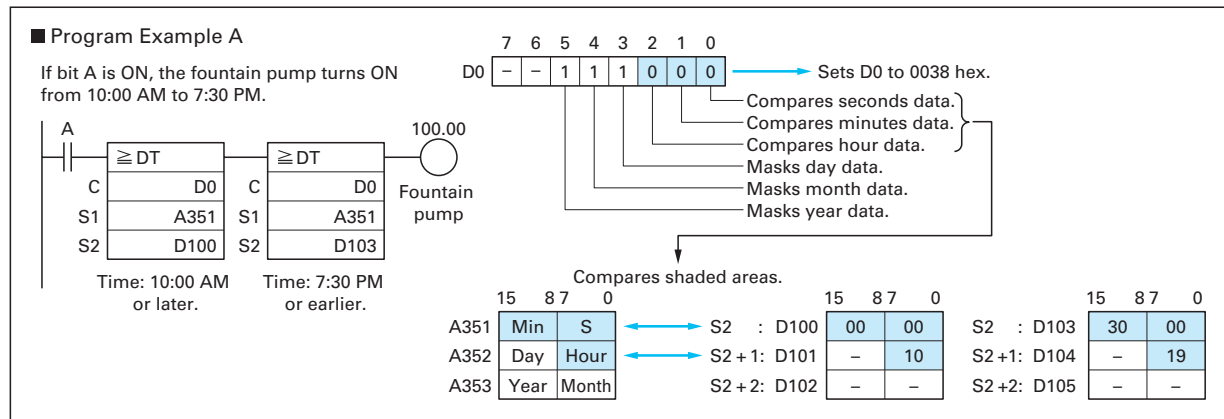 ■ Program Example A
If bit A is ON, the fountain pump turns ON
from 10:00 AM to 7:30 PM.
A
100.00
≧DT
≧DT
C D0 C D0
S1 A351 S1 A351
S2 D100 S2 D103
Fountain
pump
Time: 10:00 AM
or later.
Time: 7:30 PM
or earlier.
7 6 5 4 3 2 1 0
D0 – – 1 1 1 0 0 0 Sets D0 to 0038 hex.
Compares seconds data.
Compares minutes data.
Compares hour data.
Masks day data.
Masks month data.
Masks year data.
Compares shaded areas.
15 8 7 0 15 8 7 0 15 8 7 0
A351 Min S S2 : D100 00 00 S2 : D103 30 00
A352 Day Hour S2 + 1: D101 – 10 S2 +1: D104 – 19
A353 Year Month S2 + 2: D102 – – S2 +2: D105 – –